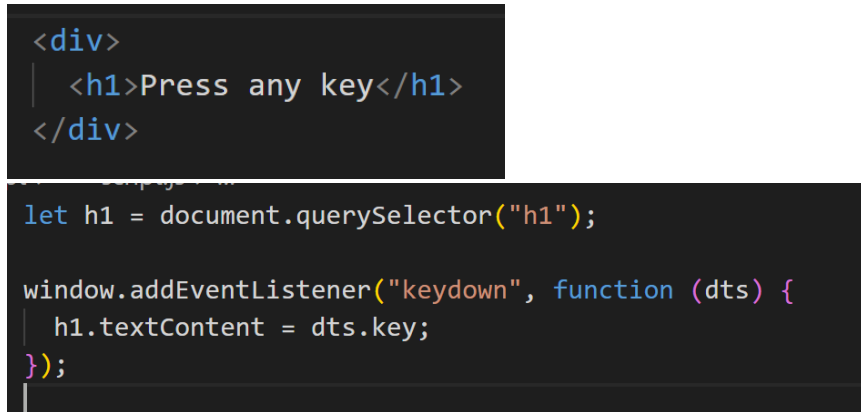 <div>
<h1>Press any key</h1>
</div>
let h1 = document.querySelector("h1");
window.addEventListener("keydown", function (dts) {
h1.textContent = dts.key;
});